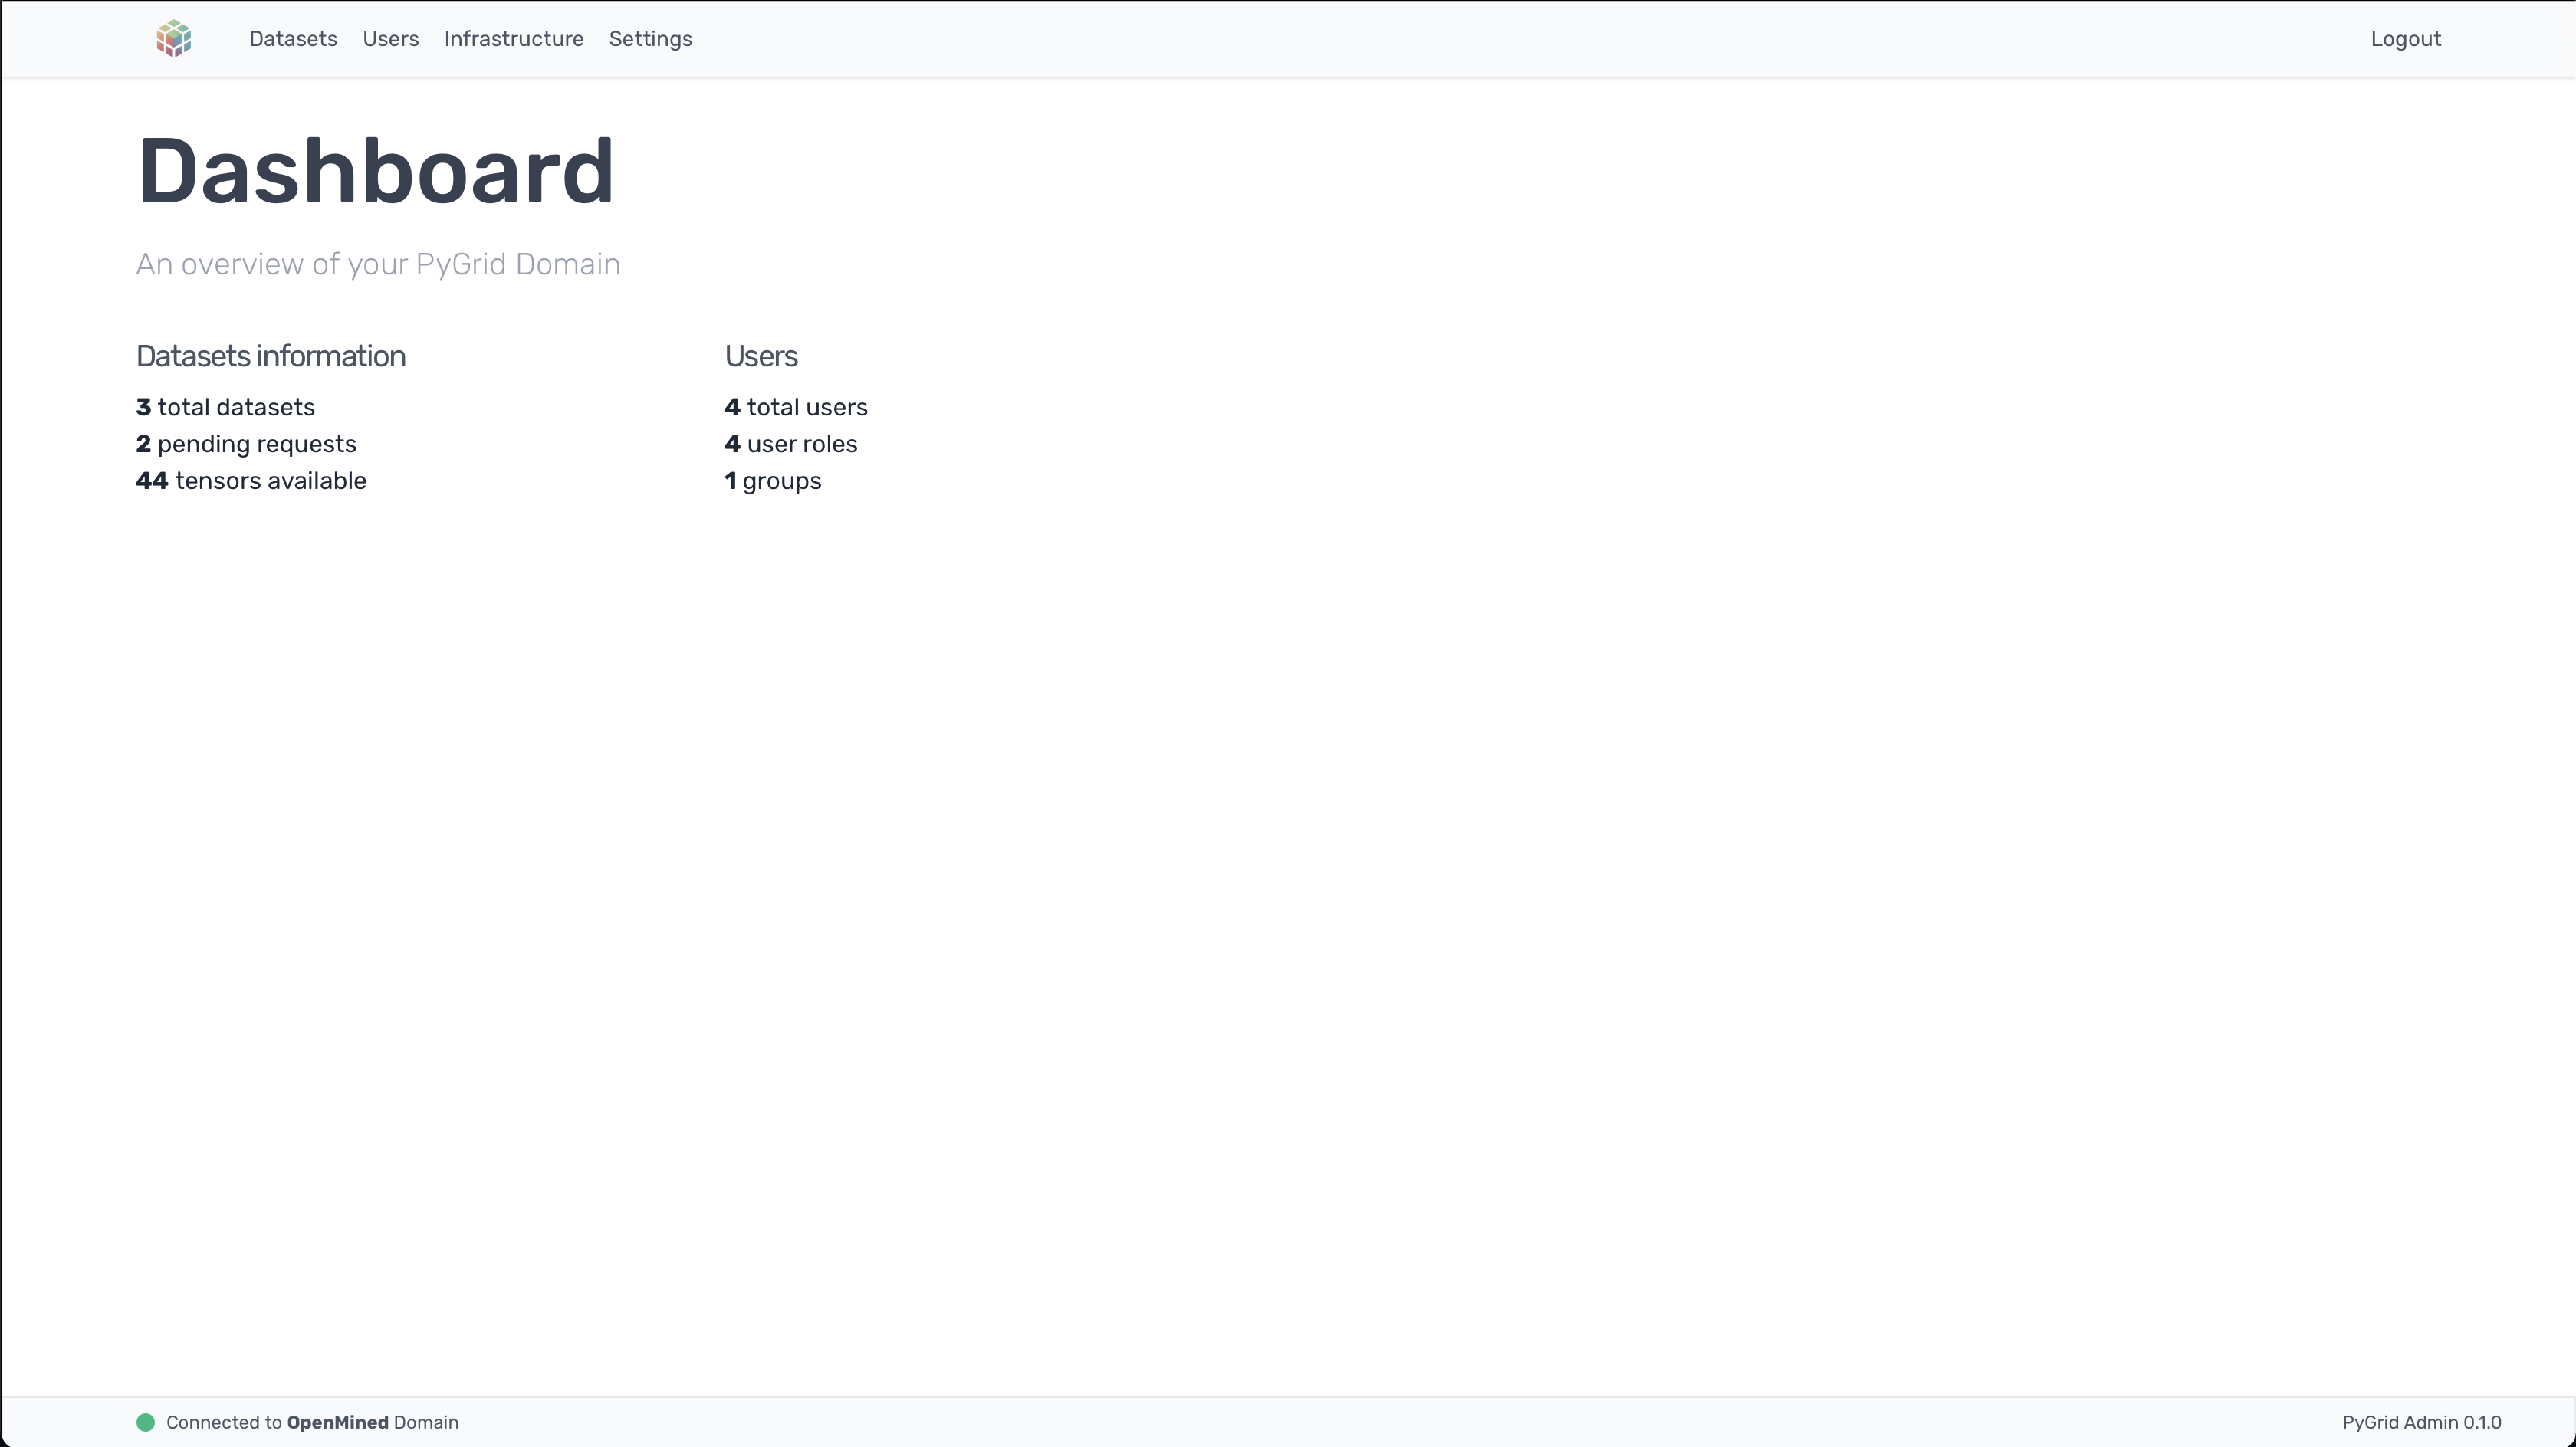 Datasets Users Infrastructure Settings Logout
Dashboard
An overview of your PyGrid Domain
Datasets information
3 total datasets
2 pending requests
44 tensors available
Users
4 total users
4 user roles
1 groups
Connected to OpenMined Domain
PyGrid Admin 0.1.0